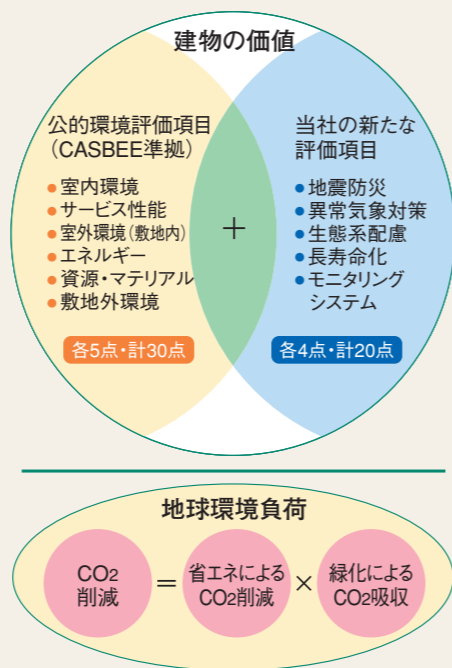 建物の価値
公的環境評価項目
（CASBEE準拠）
●室内環境
●サービス性能
●室外環境（敷地内）
●エネルギー
●資源・マテリアル
●敷地外環境
各5点・計30点
＋
当社の新たな
評価項目
●地震防災
●異常気象対策
●生態系配慮
●長寿命化
●モニタリング
システム
各4点・計20点
地球環境負荷
CO2
削減
＝
省エネによる
CO2削減
×
緑化による
CO2吸収